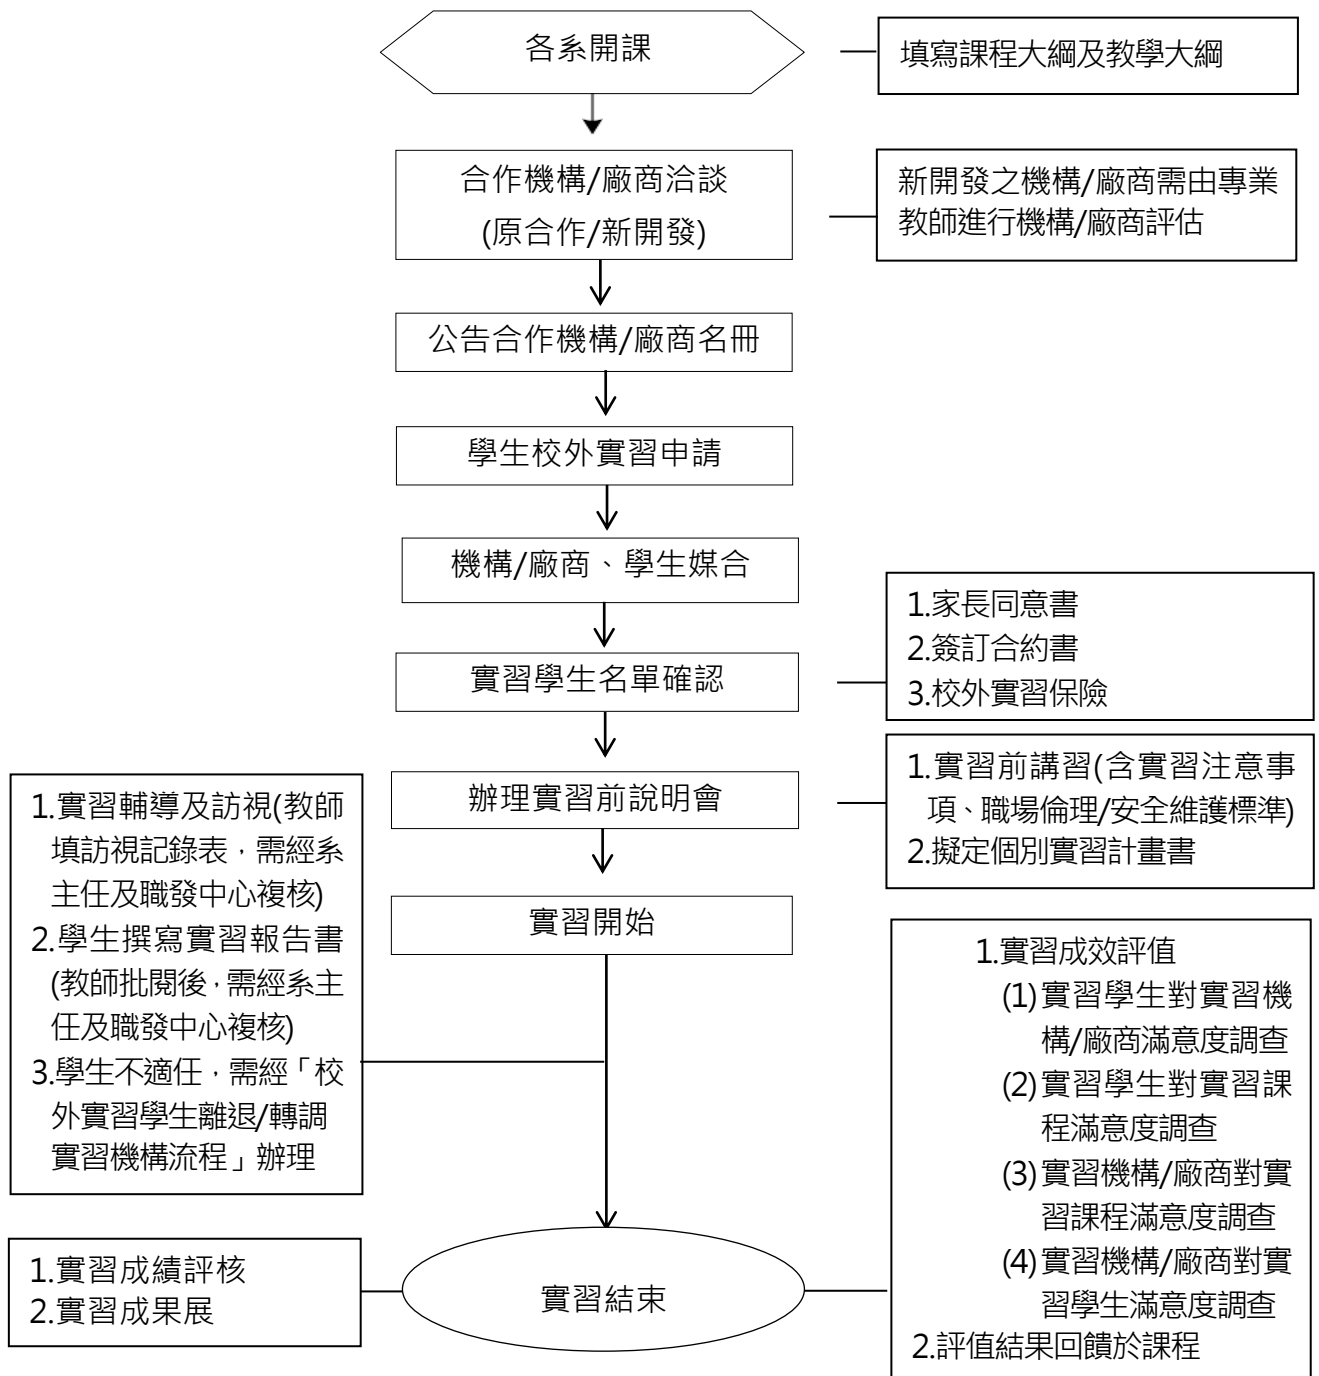 各系開課
填寫課程大綱及教學大綱
合作機構/廠商洽談
(原合作/新開發)
新開發之機構/廠商需由專業
教師進行機構/廠商評估
公告合作機構/廠商名冊
學生校外實習申請
機構/廠商、學生媒合
實習學生名單確認
1.家長同意書
2.簽訂合約書
3.校外實習保險
辦理實習前說明會
1.實習前講習(含實習注意事
項、職場倫理/安全維護標準)
2.擬定個別實習計畫書
實習開始
1.實習輔導及訪視(教師
填訪視記錄表，需經系
主任及職發中心複核)
2.學生撰寫實習報告書
(教師批閱後，需經系主
任及職發中心複核)
3.學生不適任，需經「校
外實習學生離退/轉調
實習機構流程」辦理
實習結束
1.實習成績評核
2.實習成果展
1.實習成效評值
(1)實習學生對實習機
構/廠商滿意度調查
(2)實習學生對實習課
程滿意度調查
(3)實習機構/廠商對實
習課程滿意度調查
(4)實習機構/廠商對實
習學生滿意度調查
2.評值結果回饋於課程